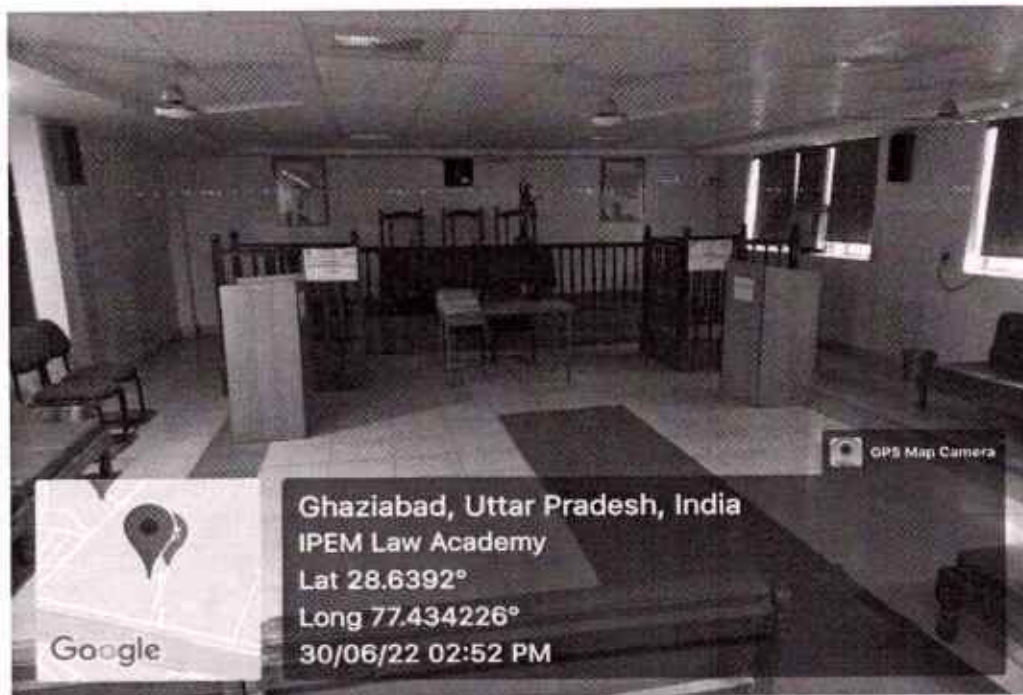 GPS Map Camera
Ghaziabad, Uttar Pradesh, India
IPEM Law Academy
Lat 28.6392°
Long 77.434226°
30/06/22 02:52 PM
Google